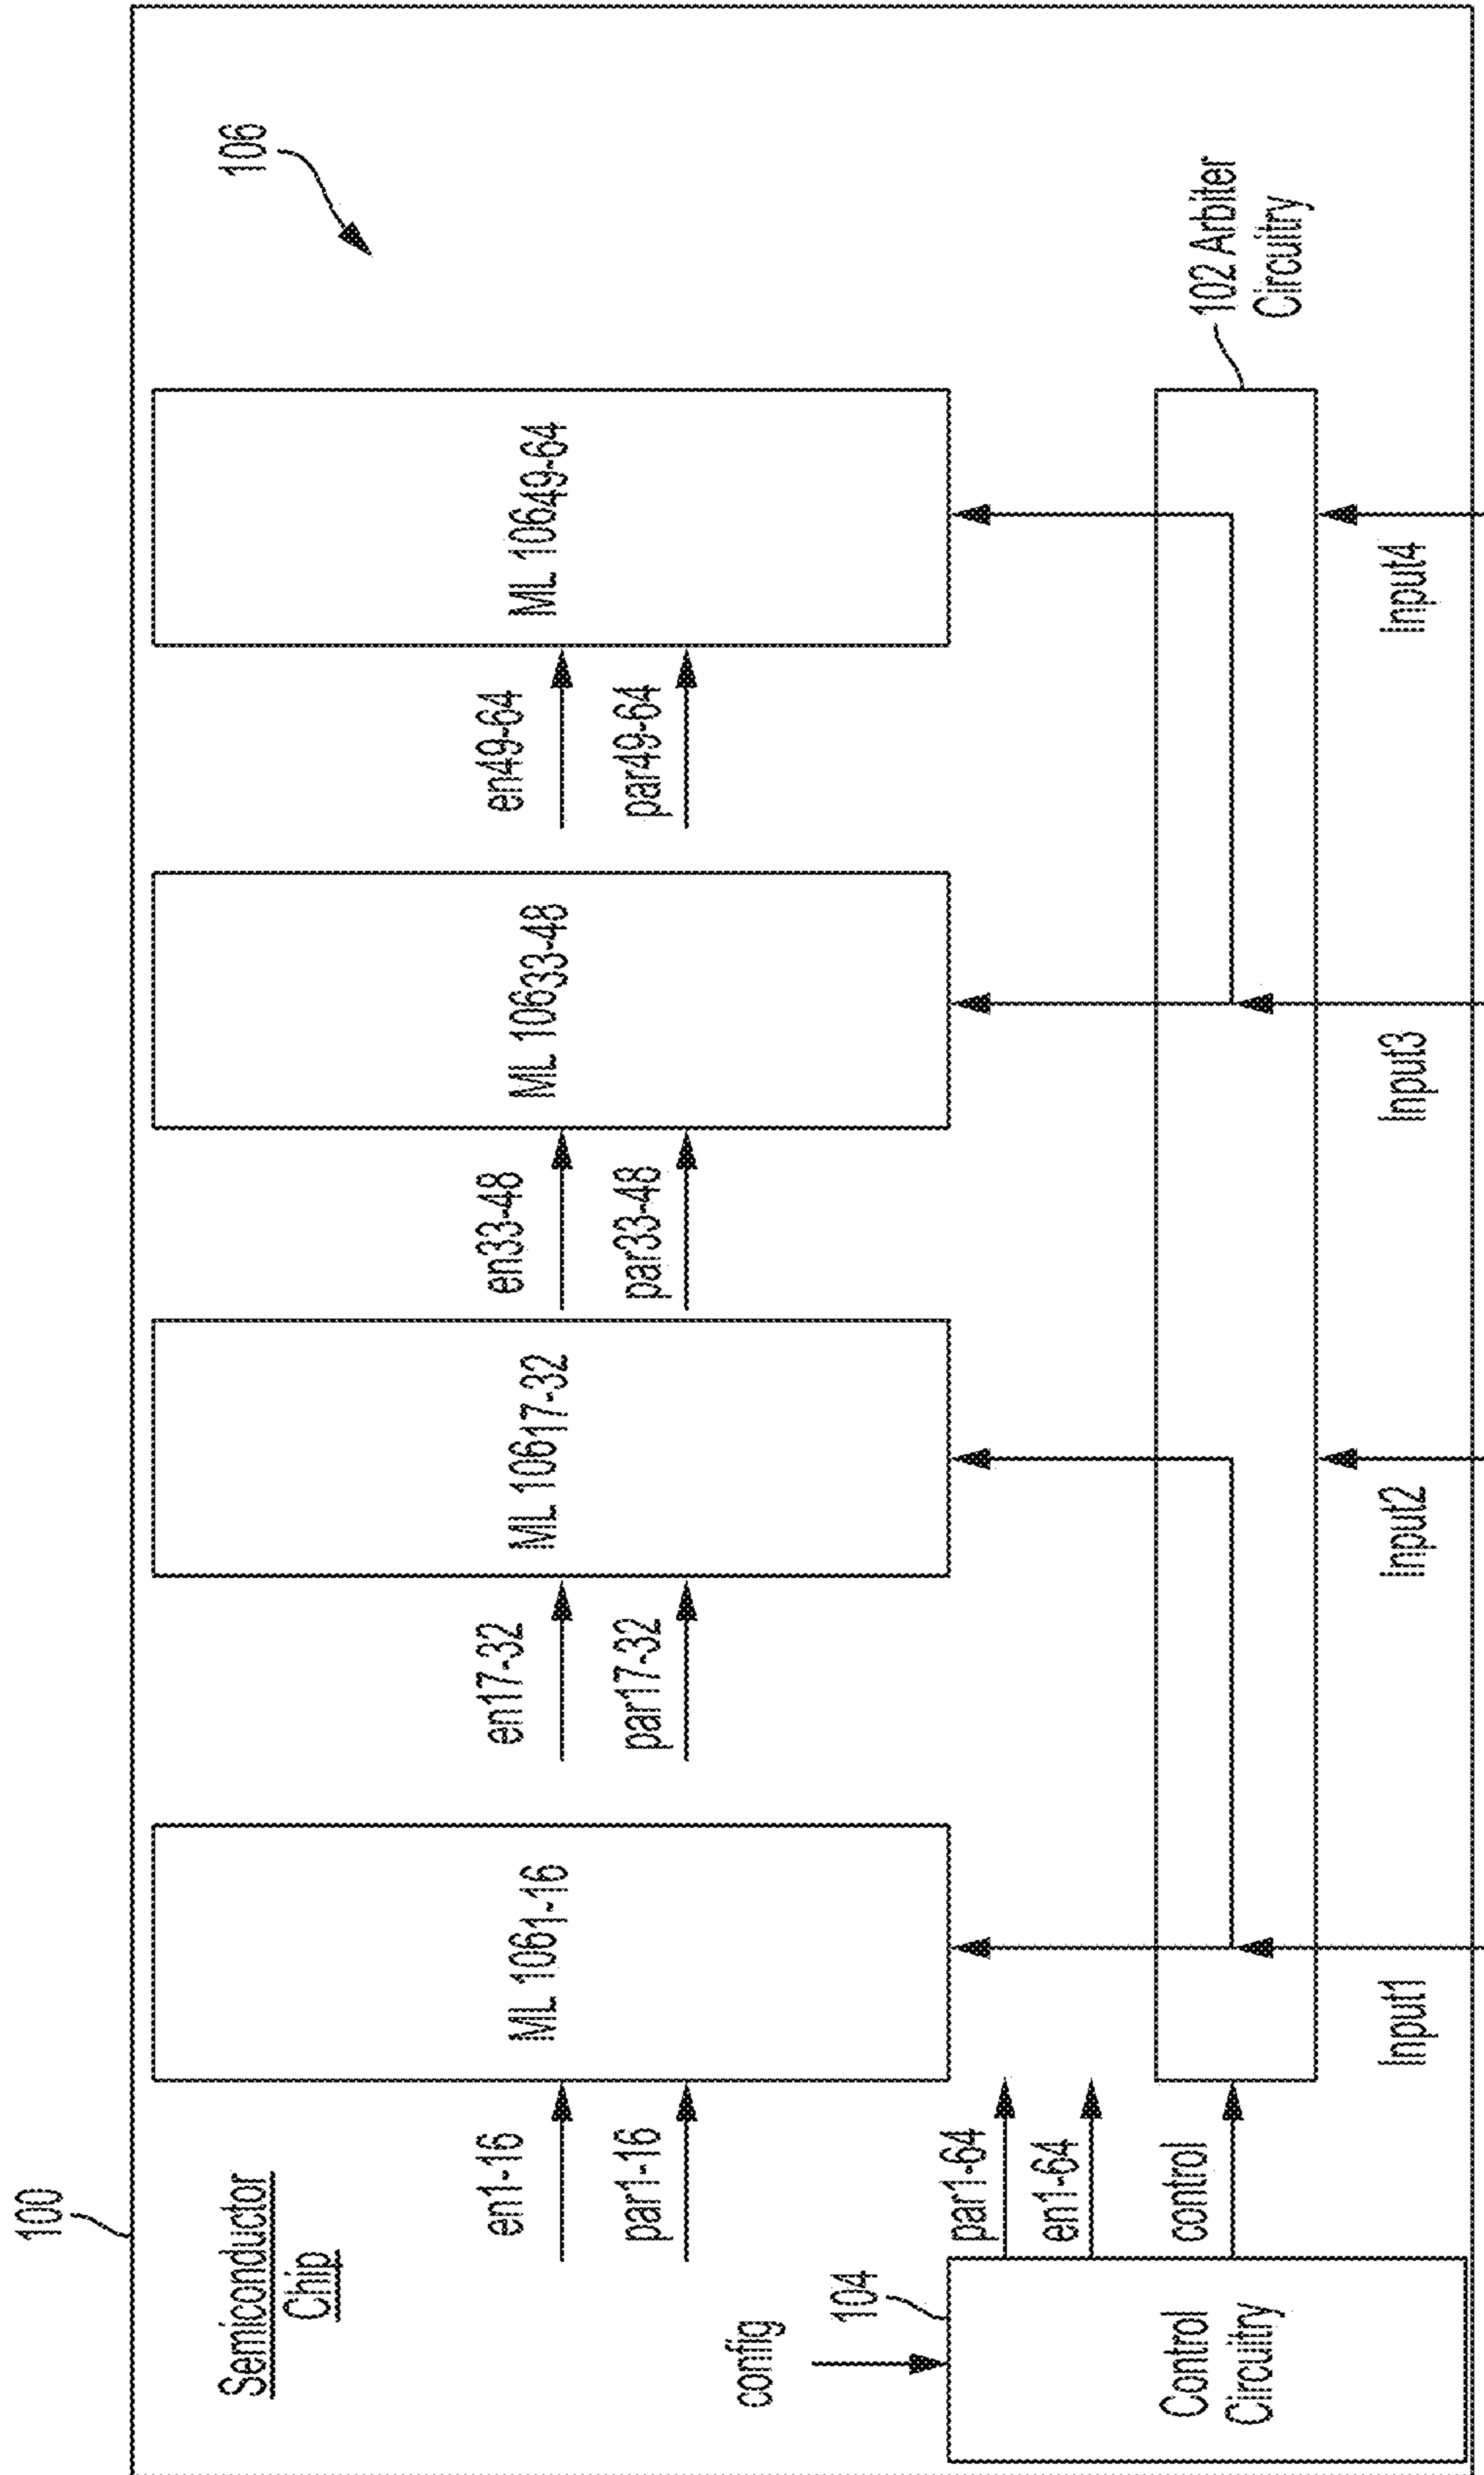 100
Semiconductor
Chip
106
en1-16
par1-16
ML 106₁₋₁₆
en17-32
par17-32
ML 106₁₇₋₃₂
en33-48
par33-48
ML 106₃₃₋₄₈
en49-64
par49-64
ML 106₄₉₋₆₄
config
104
Control
Circuitry
par1-64
en1-64
control
102 Arbiter
Circuitry
Input1
Input2
Input3
Input4